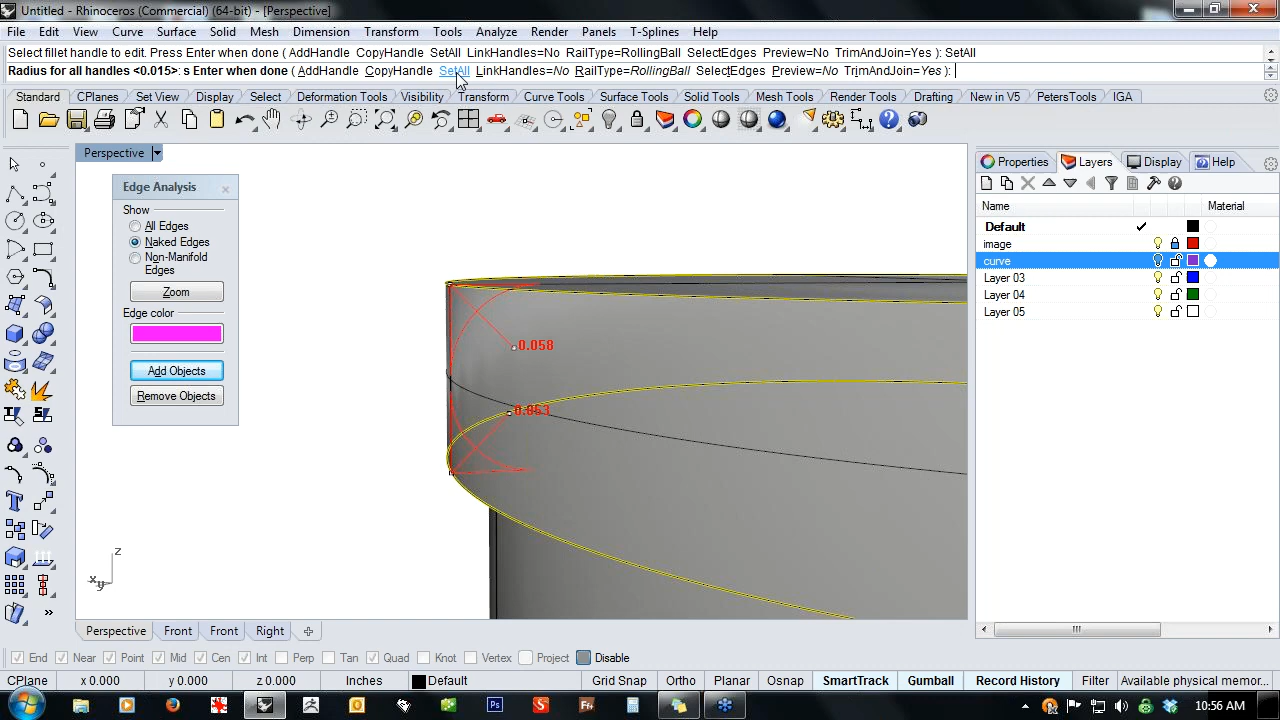 Untitled - Rhinoceros (Commercial) (64-bit) - [Perspective]
File Edit View Curve Surface Solid Mesh Dimension Transform Tools Analyze Render Panels T-Splines Help
Select fillet handle to edit. Press Enter when done ( AddHandle CopyHandle SetAll LinkHandles=No RailType=RollingBall SelectEdges Preview=No TrimAndJoin=Yes ): SetAll
Radius for all handles <0.015>: s Enter when done ( AddHandle CopyHandle SetAll LinkHandles=No RailType=RollingBall SelectEdges Preview=No TrimAndJoin=Yes ):
Standard CPlanes Set View Display Select Deformation Tools Visibility Transform Curve Tools Surface Tools Solid Tools Mesh Tools Render Tools Drafting New in V5 PetersTools IGA
Perspective
Properties Layers Display Help
Edge Analysis
Show
All Edges
Naked Edges
Non-Manifold
Edges
Zoom
Edge color
Add Objects
Remove Objects
Name Material
Default
image
curve
Layer 03
Layer 04
Layer 05
0.058
0.053
z
x
y
Perspective Front Front Right
End Near Point Mid Cen Int Perp Tan Quad Knot Vertex Project Disable
CPlane x 0.000 y 0.000 z 0.000 Inches Default Grid Snap Ortho Planar Osnap SmartTrack Gumball Record History Filter Available physical memor...
Ps
10:56 AM